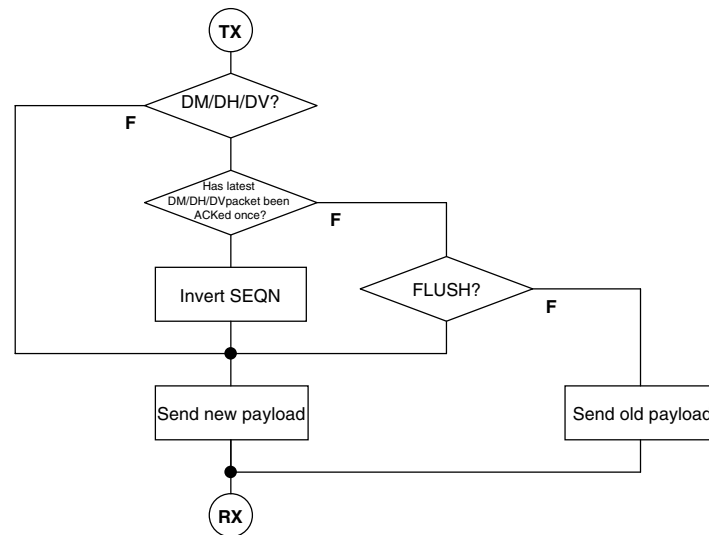 TX
DM/DH/DV?
F
Has latest
DM/DH/DVpacket been
ACKed once?
F
Invert SEQN
FLUSH?
F
Send new payload
Send old payload
RX